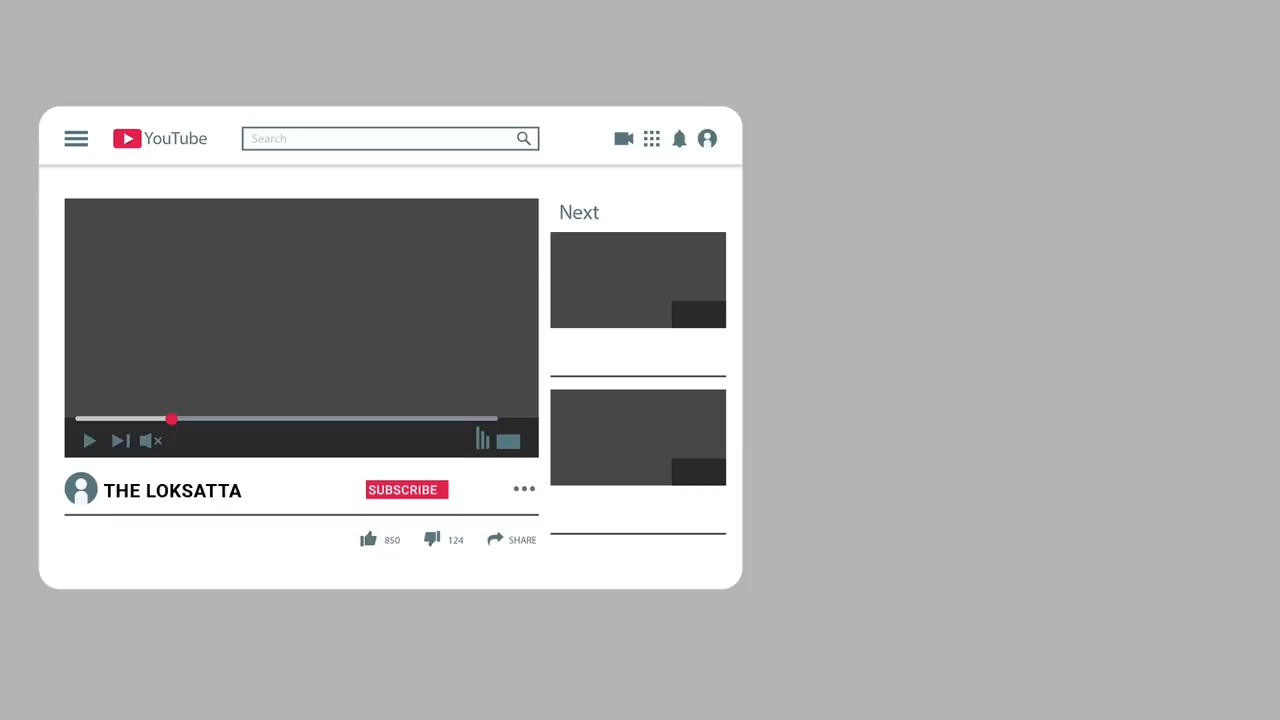 YouTube
Search
Next
THE LOKSATTA
SUBSCRIBE
850
124
SHARE